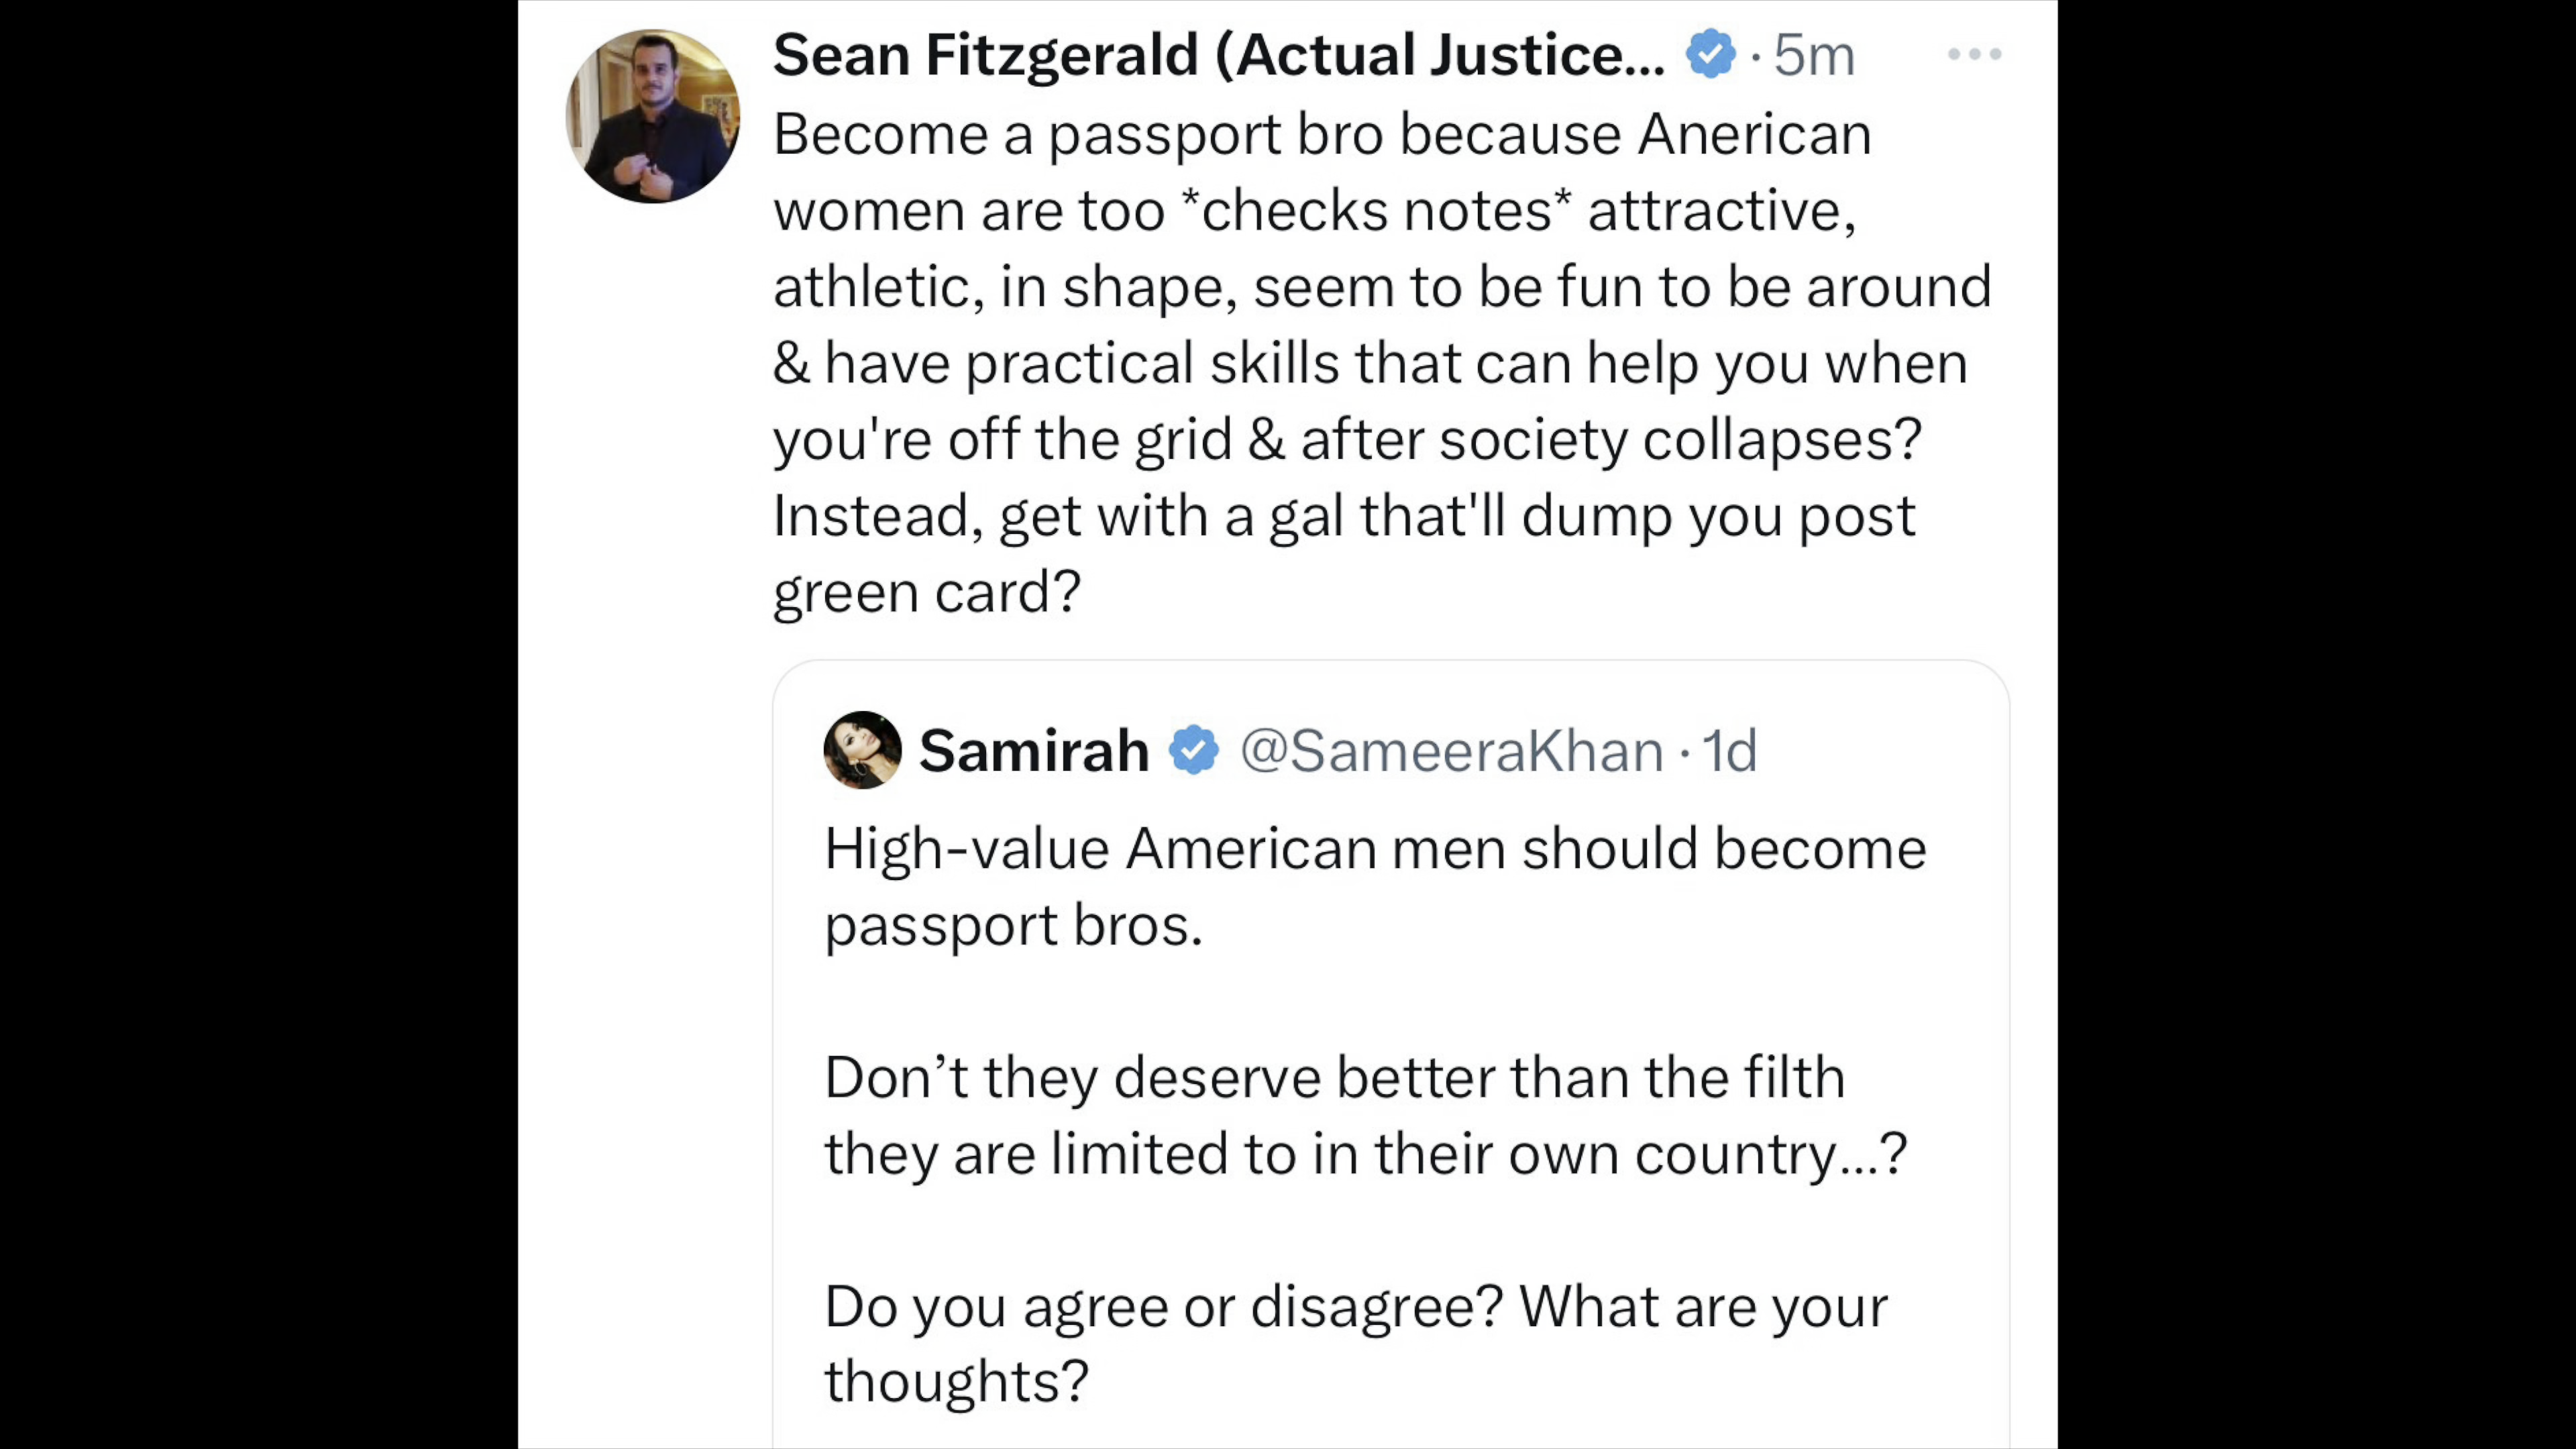 Sean Fitzgerald (Actual Justice... · 5m
Become a passport bro because Anerican
women are too *checks notes* attractive,
athletic, in shape, seem to be fun to be around
& have practical skills that can help you when
you're off the grid & after society collapses?
Instead, get with a gal that'll dump you post
green card?
Samirah @SameeraKhan · 1d
High-value American men should become
passport bros.
Don’t they deserve better than the filth
they are limited to in their own country...?
Do you agree or disagree? What are your
thoughts?